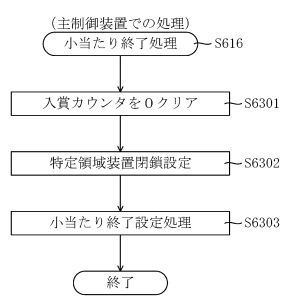 (主制御装置での処理)
小当たり終了処理 S616
入賞カウンタを0クリア S6301
特定領域装置閉鎖設定 S6302
小当たり終了設定処理 S6303
終了